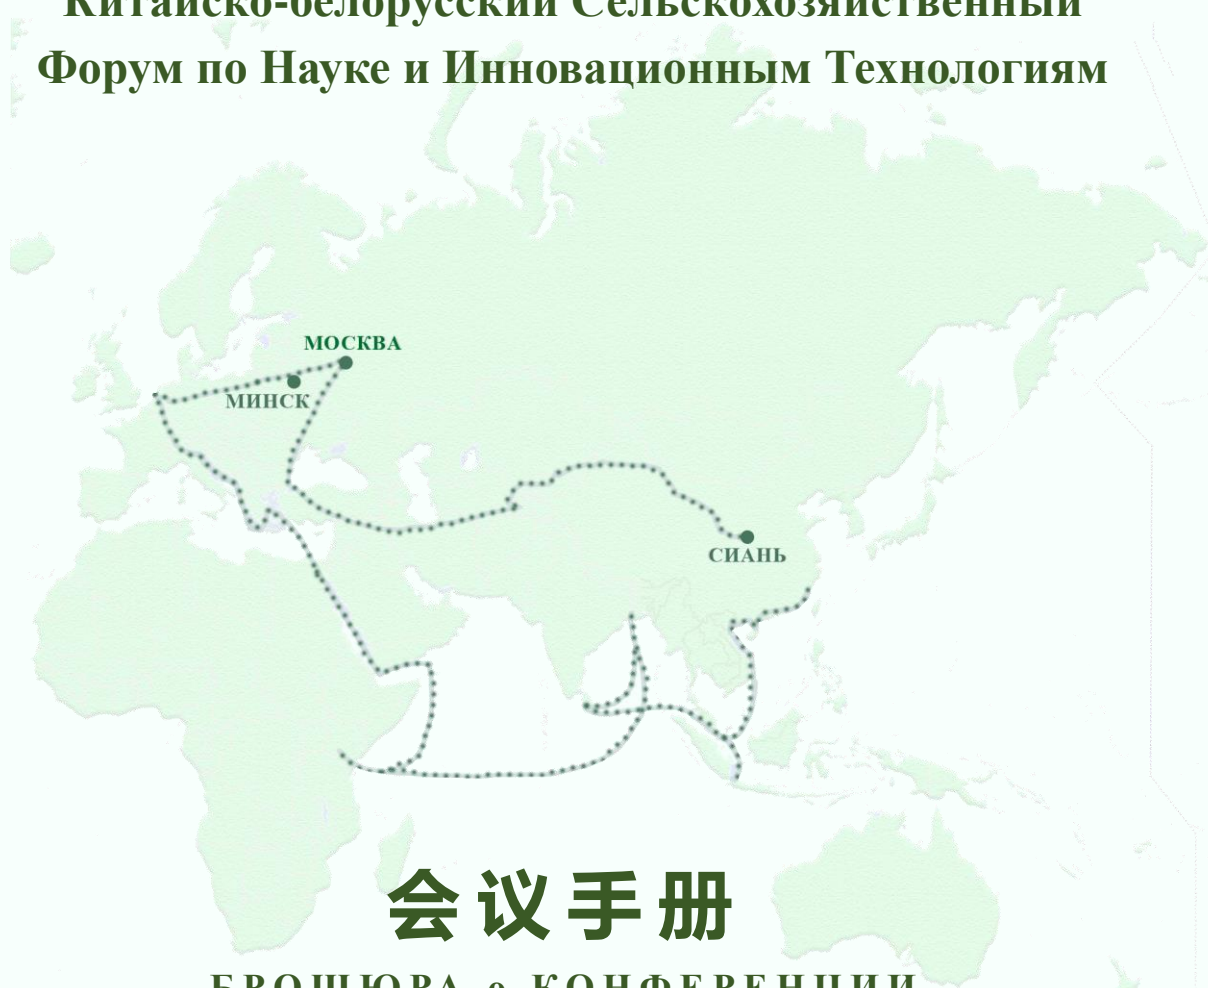 Китайско-белорусский Сельскохозяйственный
Форум по Науке и Инновационным Технологиям
МОСКВА
МИНСК
СИАНЬ
会议手册
БРОШЮРА о КОНФЕРЕНЦИИ